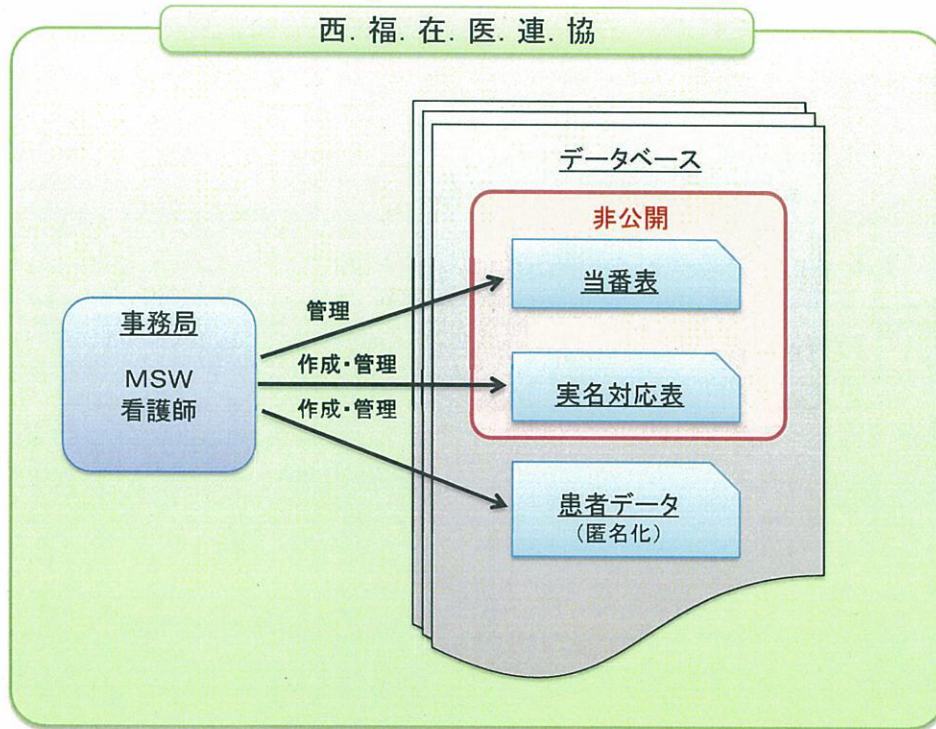 西.福.在.医.連.協
データベース
非公開
当番表
事務局
管理
MSW
作成・管理
看護師
実名対応表
作成・管理
患者データ
（匿名化）